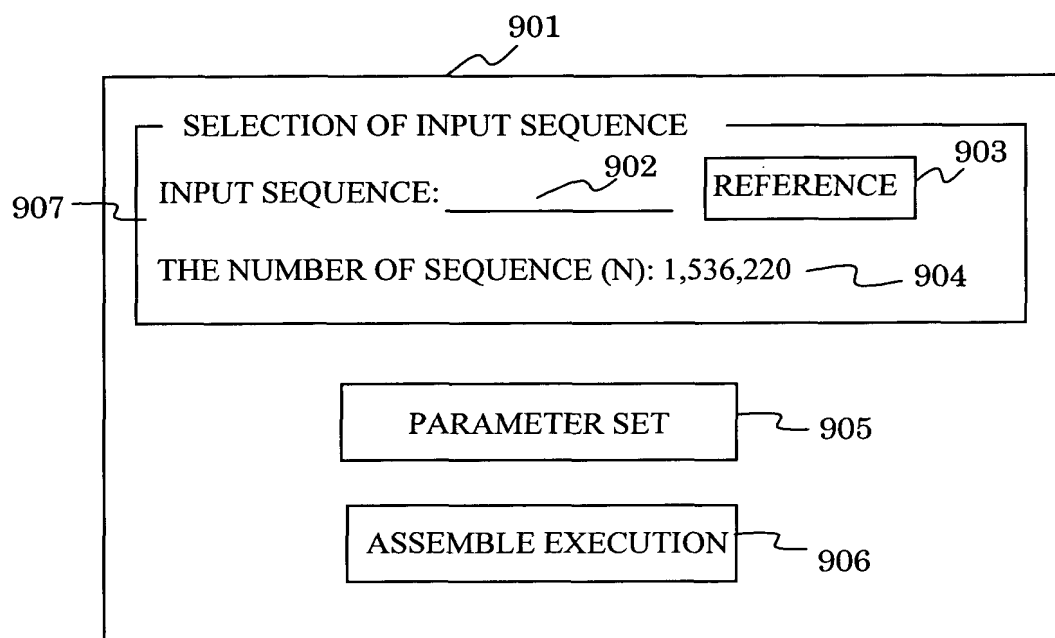 901
SELECTION OF INPUT SEQUENCE
INPUT SEQUENCE: 902 REFERENCE 903
907
THE NUMBER OF SEQUENCE (N): 1,536,220 904
PARAMETER SET 905
ASSEMBLE EXECUTION 906